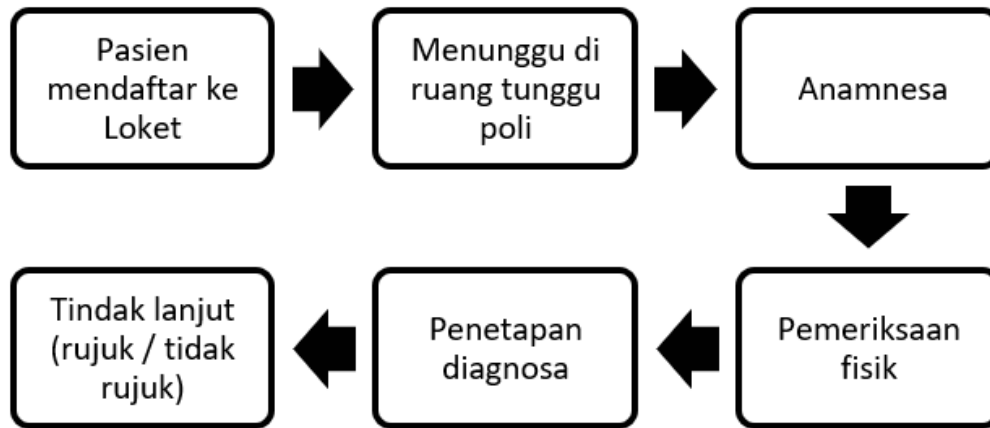 Pasien
mendaftar ke
Loket
Menunggu di
ruang tunggu
poli
Anamnesa
Pemeriksaan
fisik
Penetapan
diagnosa
Tindak lanjut
(rujuk / tidak
rujuk)